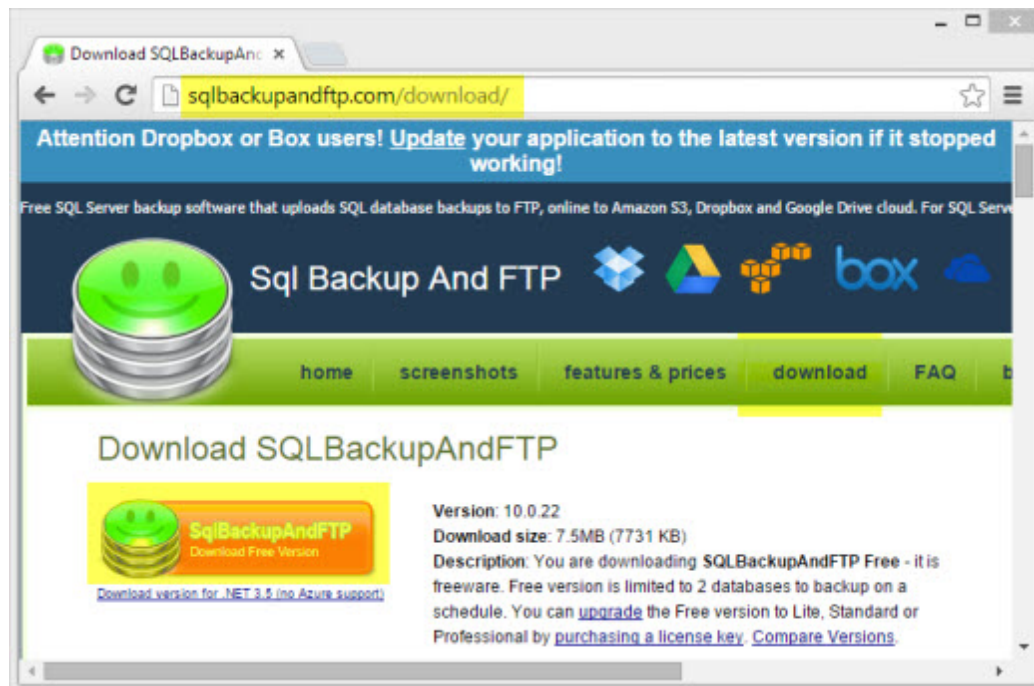 Download SQLBackupAnc
sqlbackupandftp.com/download/
Attention Dropbox or Box users! Update your application to the latest version if it stopped
working!
Free SQL Server backup software that uploads SQL database backups to FTP, online to Amazon S3, Dropbox and Google Drive cloud. For SQL Serve
Sql Backup And FTP
box
home screenshots features & prices download FAQ b
Download SQLBackupAndFTP
SqlBackupAndFTP
Download Free Version
Download version for .NET 3.5 (no Azure support)
Version: 10.0.22
Download size: 7.5MB (7731 KB)
Description: You are downloading SQLBackupAndFTP Free - it is
freeware. Free version is limited to 2 databases to backup on a
schedule. You can upgrade the Free version to Lite, Standard or
Professional by purchasing a license key. Compare Versions.